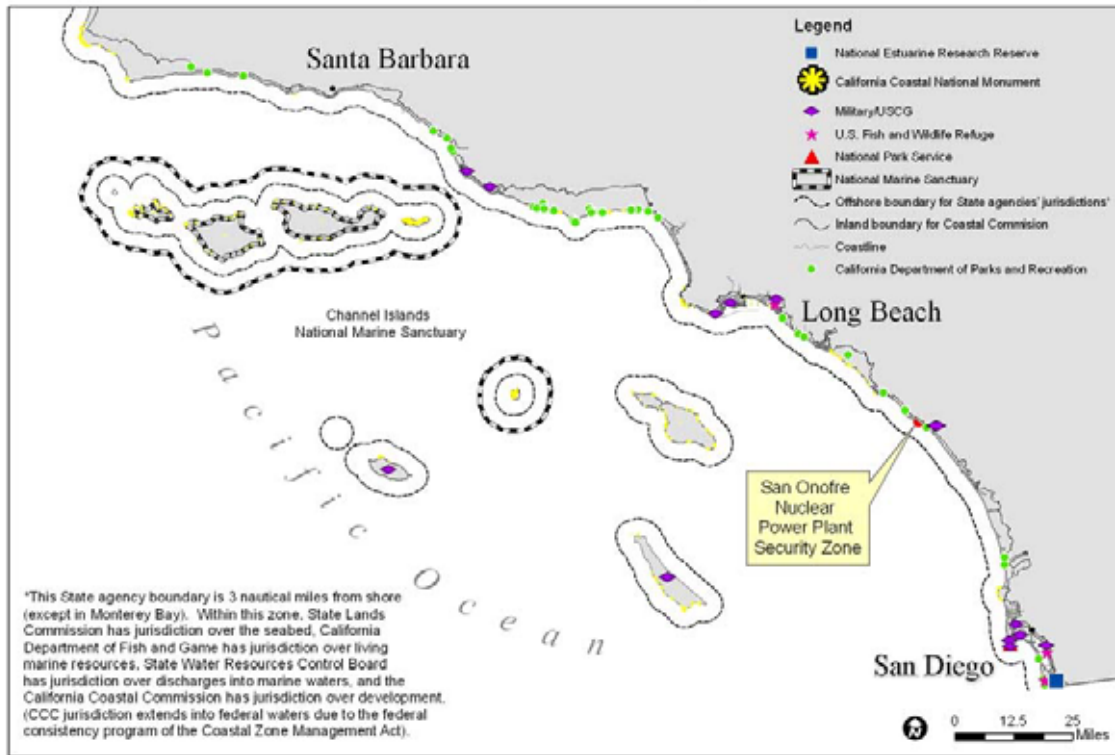 Legend
National Estuarine Research Reserve
California Coastal National Monument
Military/USCG
U.S. Fish and Wildlife Refuge
National Park Service
National Marine Sanctuary
Offshore boundary for State agencies' jurisdictions*
Inland boundary for Coastal Commision
Coastline
California Department of Parks and Recreation
Santa Barbara
Channel Islands
National Marine Sanctuary
Long Beach
Pacific Ocean
San Onofre
Nuclear
Power Plant
Security Zone
San Diego
*This State agency boundary is 3 nautical miles from shore
(except in Monterey Bay). Within this zone, State Lands
Commission has jurisdiction over the seabed, California
Department of Fish and Game has jurisdiction over living
marine resources, State Water Resources Control Board
has jurisdiction over discharges into marine waters, and the
California Coastal Commission has jurisdiction over development.
(CCC jurisdiction extends into federal waters due to the federal
consistency program of the Coastal Zone Management Act).
N
0 12.5 25
Miles